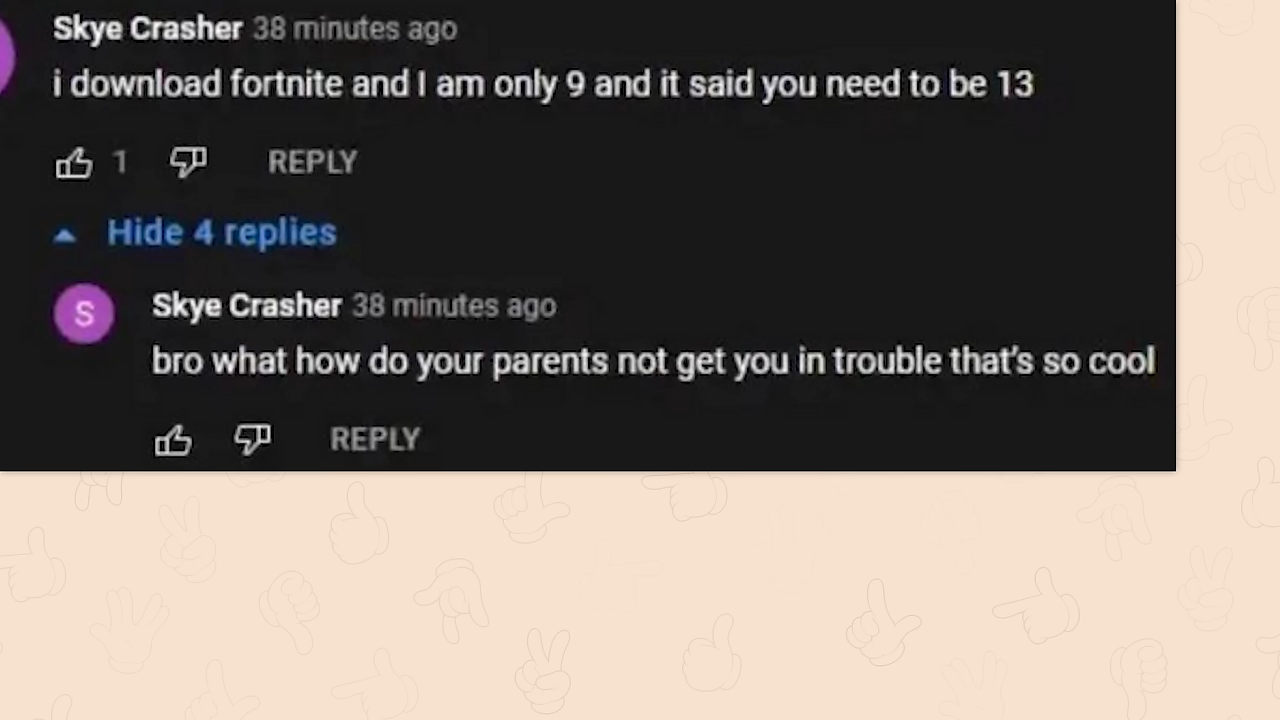 Skye Crasher 38 minutes ago
i download fortnite and I am only 9 and it said you need to be 13
1 REPLY
Hide 4 replies
S
Skye Crasher 38 minutes ago
bro what how do your parents not get you in trouble that's so cool
REPLY